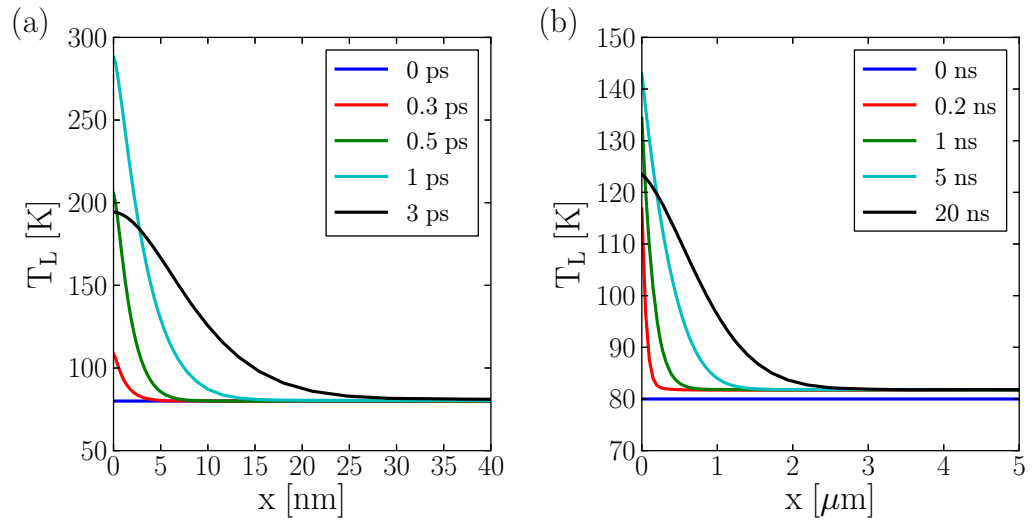 (a)
300
250
200
150
100
50
T_L [K]
0 5 10 15 20 25 30 35 40
x [nm]
0 ps
0.3 ps
0.5 ps
1 ps
3 ps
(b)
150
140
130
120
110
100
90
80
70
T_L [K]
0 1 2 3 4 5
x [μm]
0 ns
0.2 ns
1 ns
5 ns
20 ns